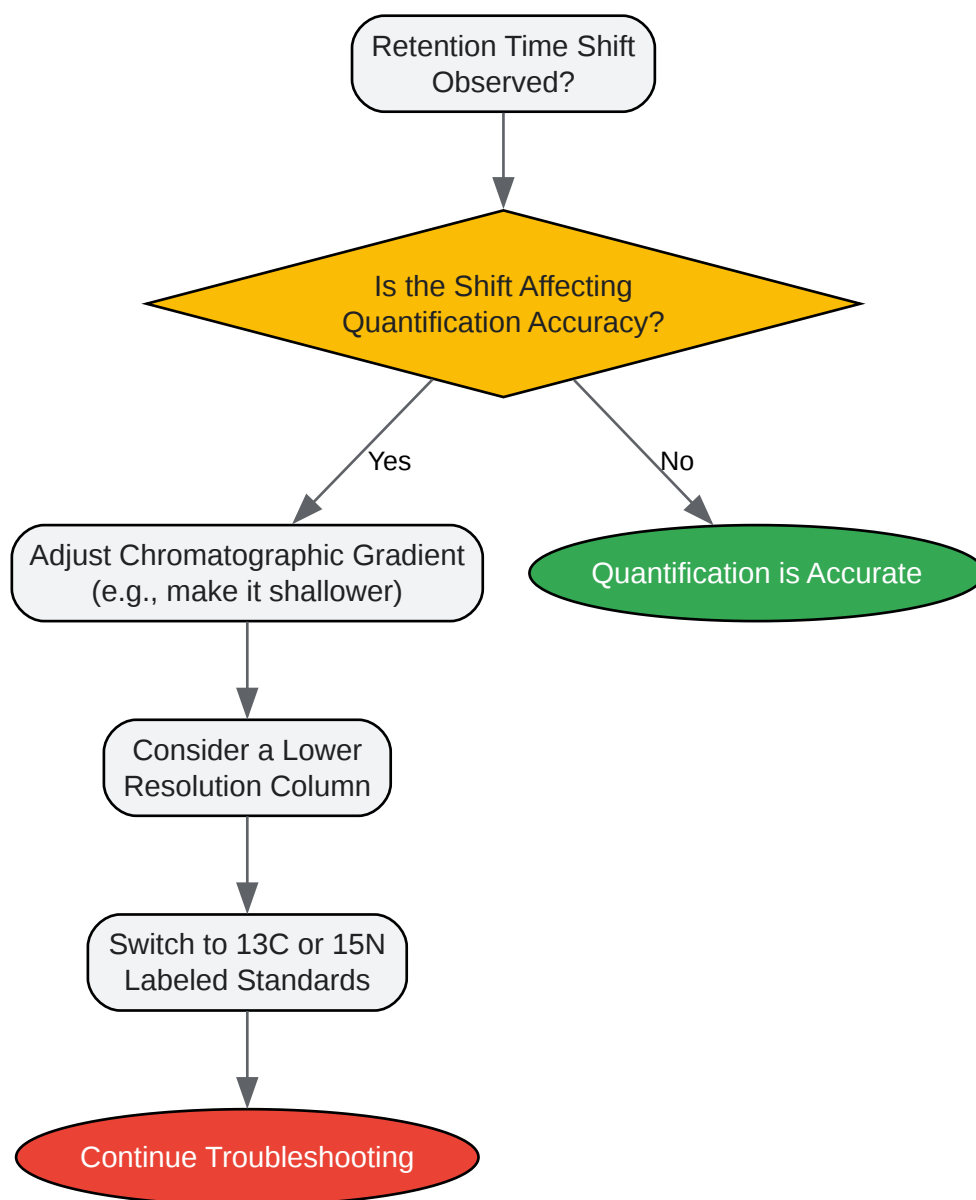 Retention Time Shift
Observed?
Is the Shift Affecting
Quantification Accuracy?
Yes
No
Adjust Chromatographic Gradient
(e.g., make it shallower)
Quantification is Accurate
Consider a Lower
Resolution Column
Switch to 13C or 15N
Labeled Standards
Continue Troubleshooting